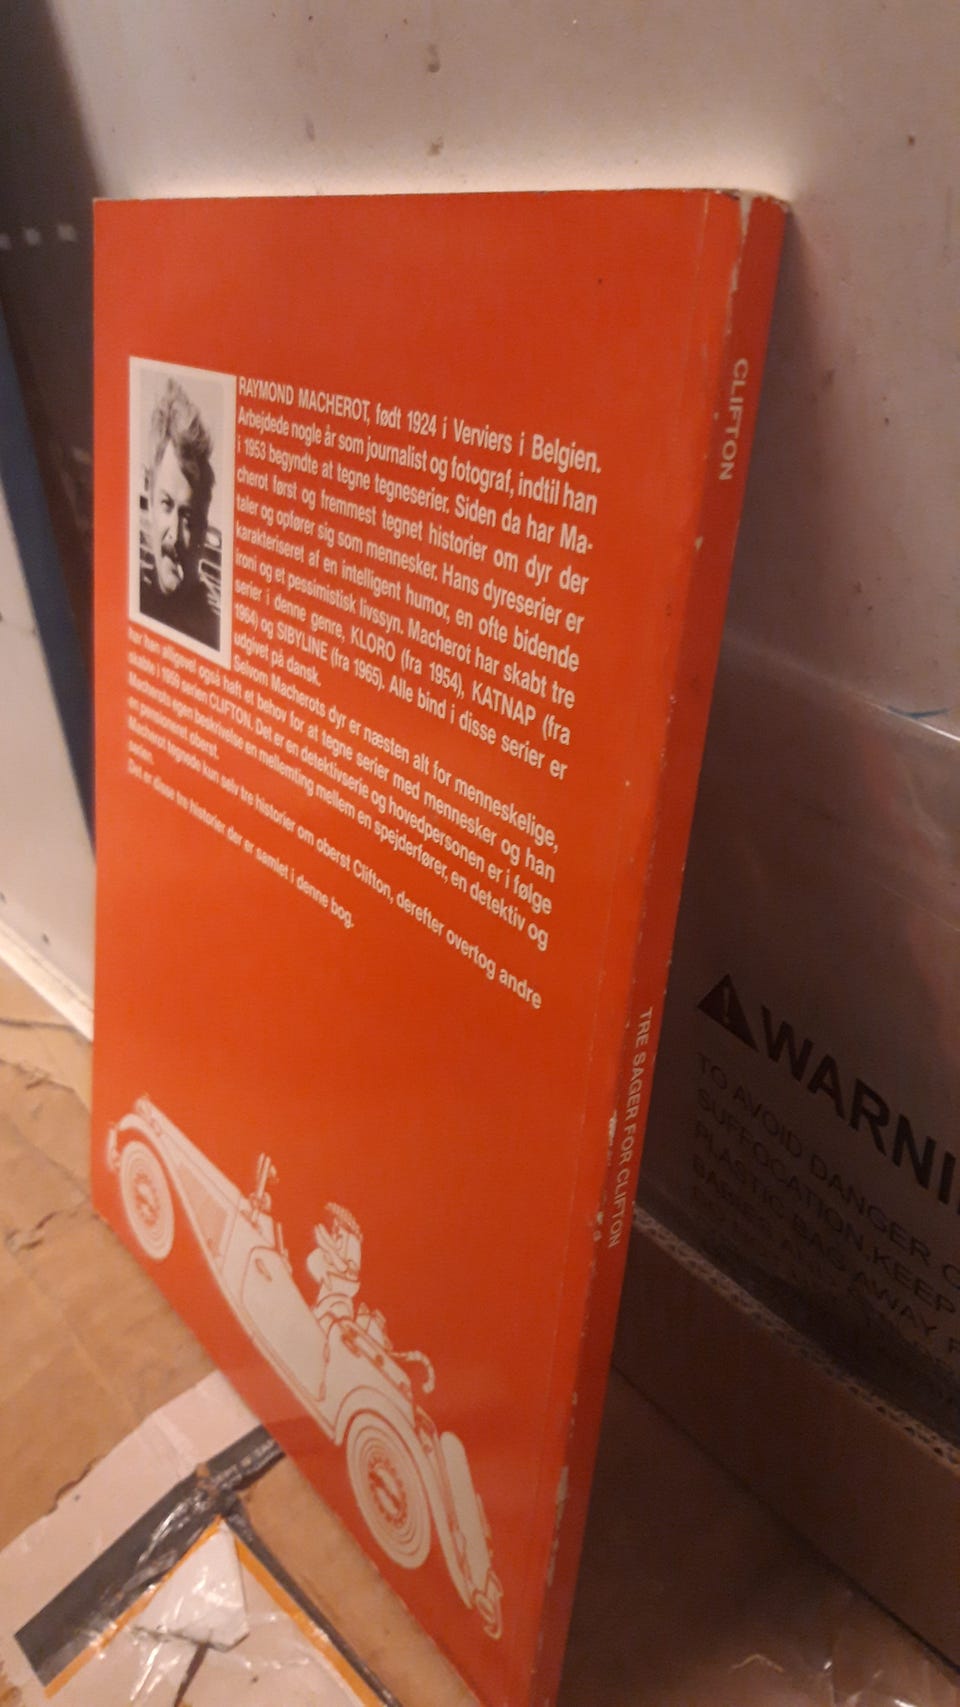 RAYMOND MACHEROT, født 1924 i Verviers i Belgien.
Arbejdede nogle år som journalist og fotograf, indtil han
i 1953 begyndte at tegne tegneserier. Siden da har Ma-
cherot først og fremmest tegnet historier om dyr der
taler og opfører sig som mennesker. Hans dyreserier er
karakteriseret af en intelligent humor, en ofte bidende
ironi og et pessimistisk livssyn. Macherot har skabt tre
serier i denne genre, KLORO (fra 1954), KATNAP (fra
1964) og SIBYLINE (fra 1965). Alle bind i disse serier er
udgivet på dansk.
Selvom Macherots dyr er næsten alt for menneskelige,
har han alligevel også haft et behov for at tegne serier med mennesker og han
skabte i 1959 serien CLIFTON. Det er en detektivserie og hovedpersonen er i følge
Macherots egen beskrivelse en mellemting mellem en spejderfører, en detektiv og
en pensioneret oberst.
Macherot tegnede kun selv tre historier om oberst Clifton, derefter overtog andre
serien.
Det er disse tre historier der er samlet i denne bog.
CLIFTON
TRE SAGER FOR CLIFTON
WARNI
TO AVOID DANGER O
SUFFOCATION, KEEP
PLASTIC BAG AWAY F
BABIES AND